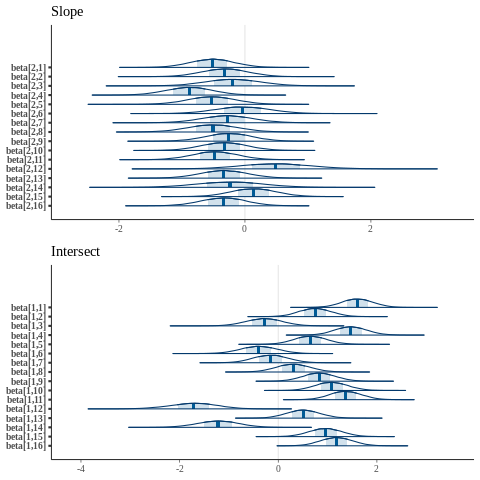 Slope
beta[2,1]
beta[2,2]
beta[2,3]
beta[2,4]
beta[2,5]
beta[2,6]
beta[2,7]
beta[2,8]
beta[2,9]
beta[2,10]
beta[2,11]
beta[2,12]
beta[2,13]
beta[2,14]
beta[2,15]
beta[2,16]
-2 0 2
Intersect
beta[1,1]
beta[1,2]
beta[1,3]
beta[1,4]
beta[1,5]
beta[1,6]
beta[1,7]
beta[1,8]
beta[1,9]
beta[1,10]
beta[1,11]
beta[1,12]
beta[1,13]
beta[1,14]
beta[1,15]
beta[1,16]
-4 -2 0 2